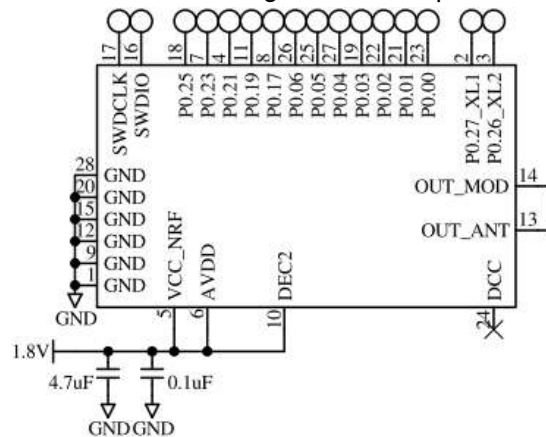 17 16 18 7 4 11 8 26 25 27 19 22 21 23 2 3
SWDCLK
SWDIO
P0.25
P0.23
P0.21
P0.19
P0.17
P0.06
P0.05
P0.04
P0.03
P0.02
P0.01
P0.00
P0.27_XL1
P0.26_XL2
28 GND
20 GND
15 GND
12 GND
9 GND
1 GND
OUT_MOD 14
OUT_ANT 13
VCC_NRF
AVDD
DEC2
DCC
GND
5 6 10 24
1.8V
4.7uF 0.1uF
GND GND